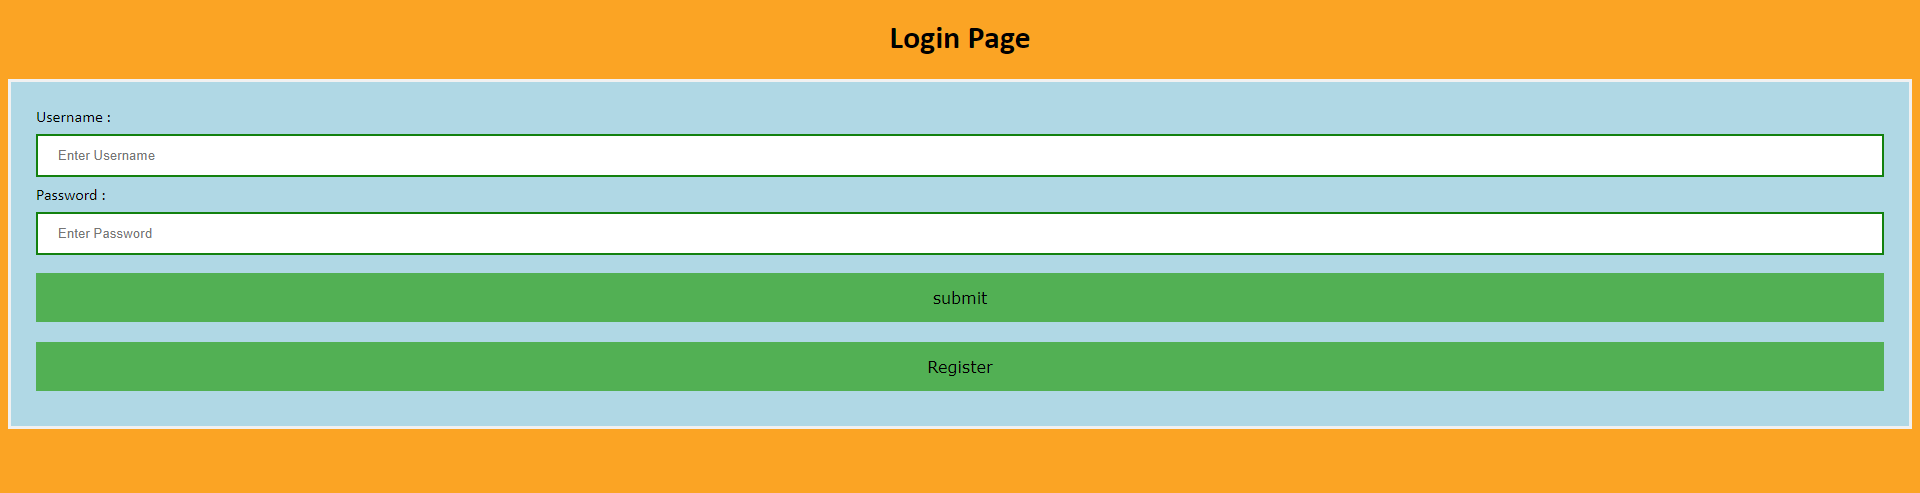 Login Page
Username :
Enter Username
Password :
Enter Password
submit
Register